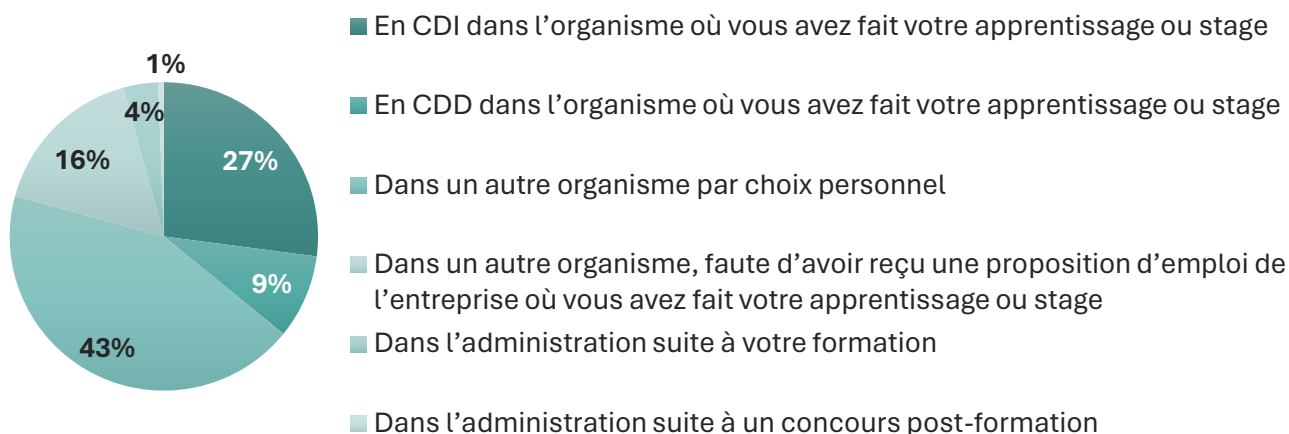 En CDI dans l’organisme où vous avez fait votre apprentissage ou stage
1%
4%
En CDD dans l’organisme où vous avez fait votre apprentissage ou stage
16%
27%
Dans un autre organisme par choix personnel
Dans un autre organisme, faute d’avoir reçu une proposition d’emploi de
l’entreprise où vous avez fait votre apprentissage ou stage
9%
43%
Dans l’administration suite à votre formation
Dans l’administration suite à un concours post-formation